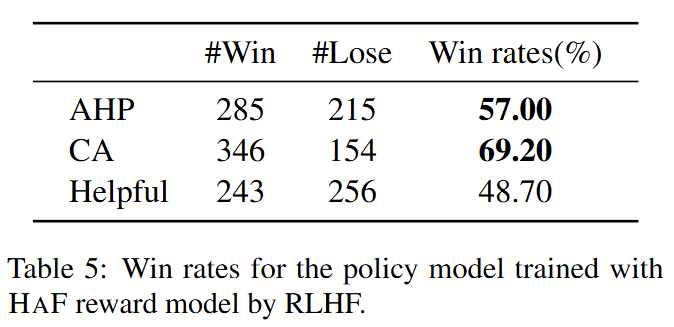 #Win #Lose Win rates(%)
AHP 285 215 57.00
CA 346 154 69.20
Helpful 243 256 48.70
Table 5: Win rates for the policy model trained with
HAF reward model by RLHF.